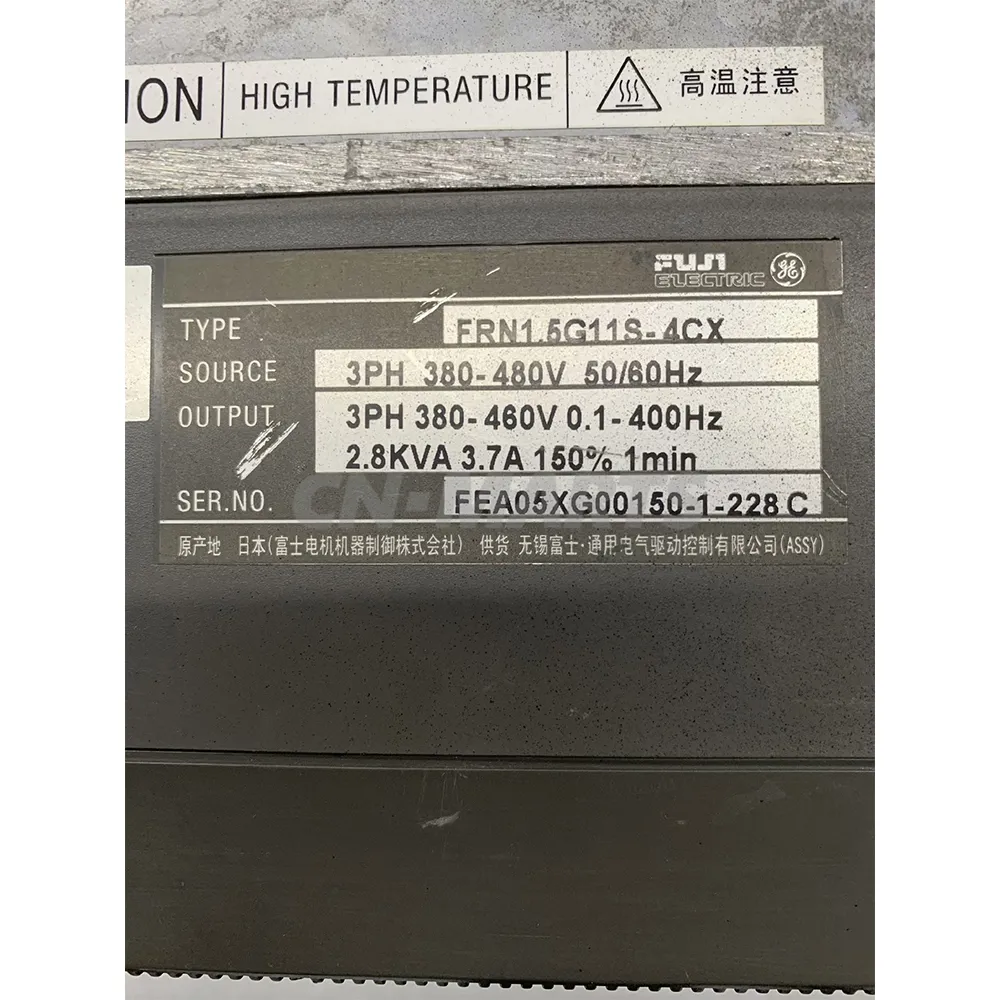 ION HIGH TEMPERATURE 高温注意
FUJI
ELECTRIC GE
TYPE FRN1.5G11S-4CX
SOURCE 3PH 380-480V 50/60Hz
OUTPUT 3PH 380-460V 0.1-400Hz
2.8KVA 3.7A 150% 1min
SER.NO. FEA05XG00150-1-228 C
CN-MARTS
原产地 日本(富士电机机器制御株式会社) 供货 无锡富士·通用电气驱动控制有限公司(ASSY)